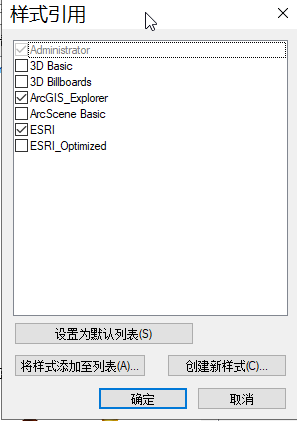 样式引用
Administrator
3D Basic
3D Billboards
ArcGIS_Explorer
ArcScene Basic
ESRI
ESRI_Optimized
设置为默认列表(S)
将样式添加至列表(A)... 创建新样式(C)...
确定 取消